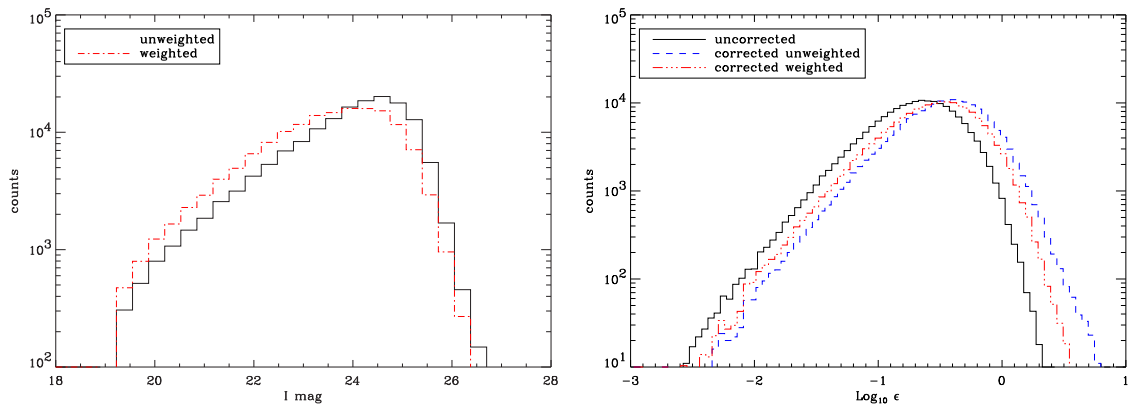 unweighted
weighted
counts
10^5
10^4
10^3
10^2
18
20
22
24
26
28
I mag
uncorrected
corrected unweighted
corrected weighted
counts
10^5
10^4
10^3
10^2
10^1
−3
−2
−1
0
1
Log₁₀ ϵ